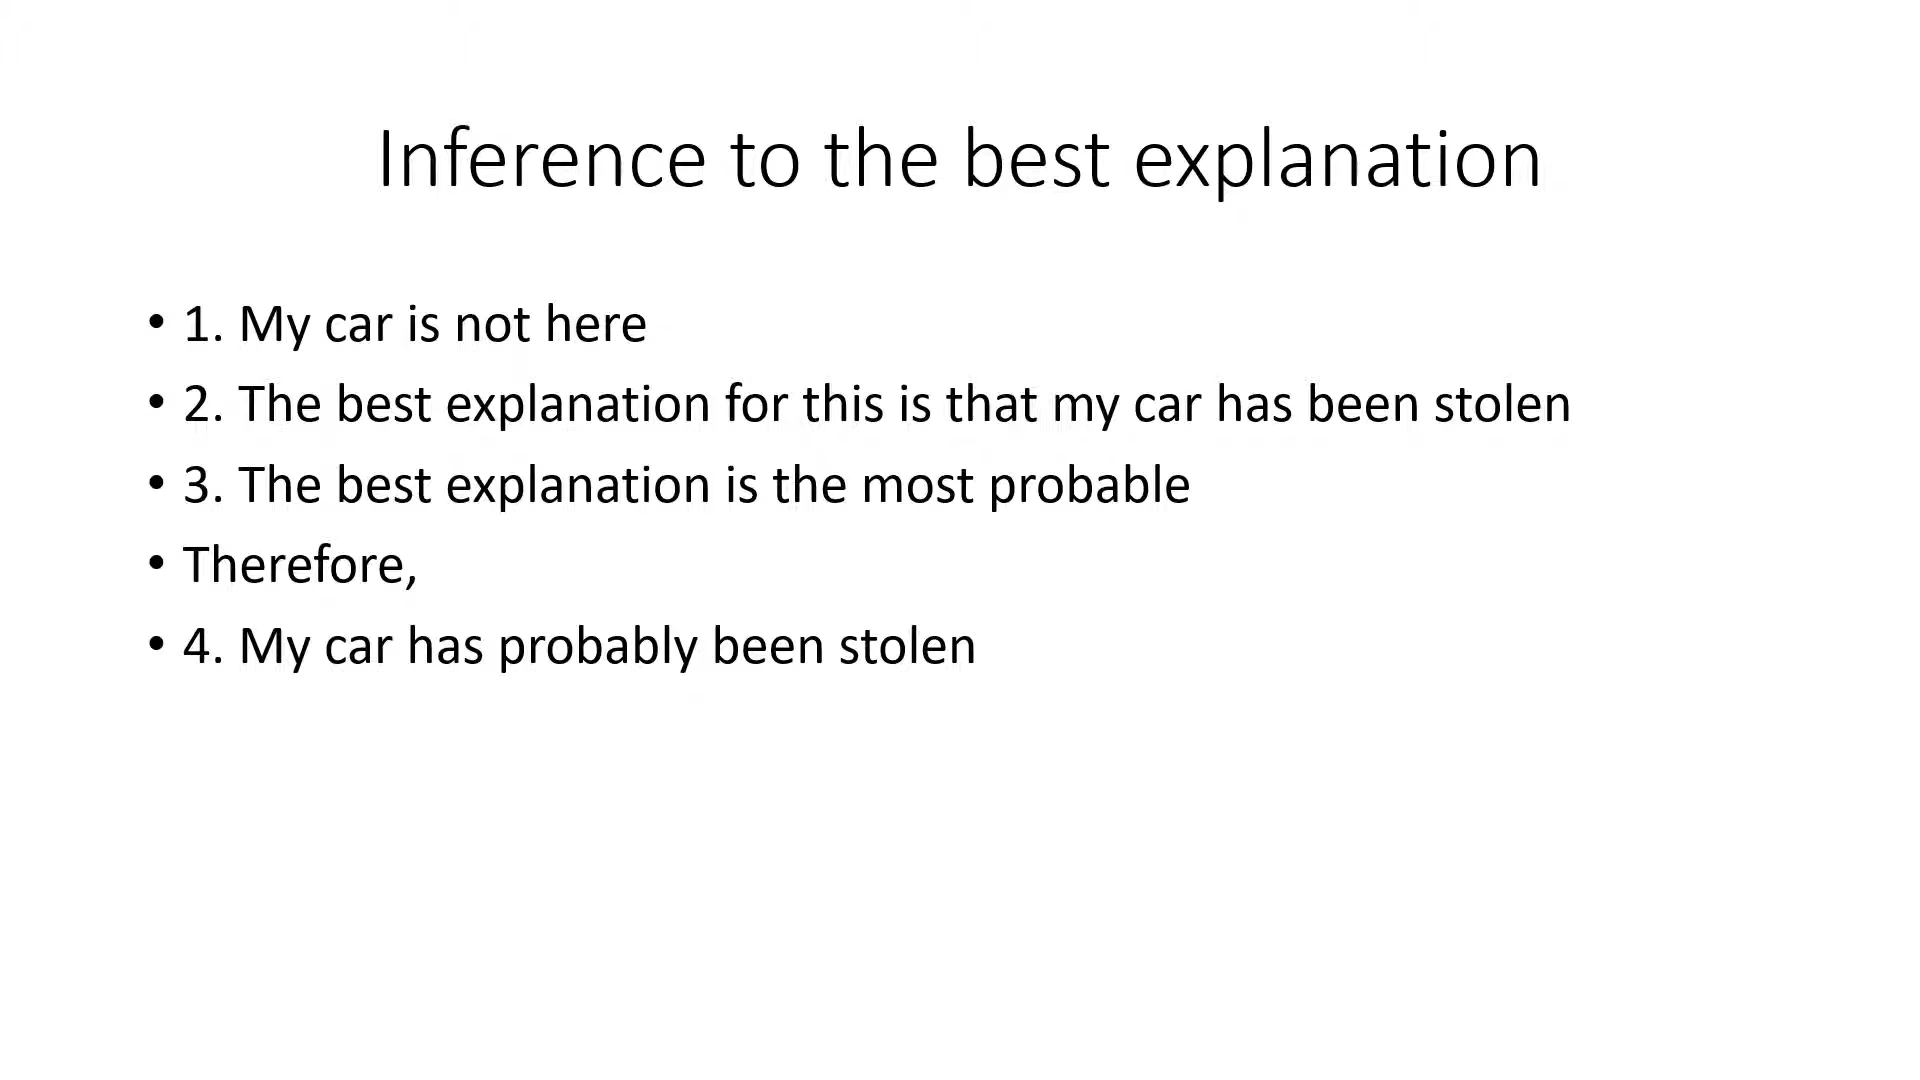 Inference to the best explanation
• 1. My car is not here
• 2. The best explanation for this is that my car has been stolen
• 3. The best explanation is the most probable
• Therefore,
• 4. My car has probably been stolen